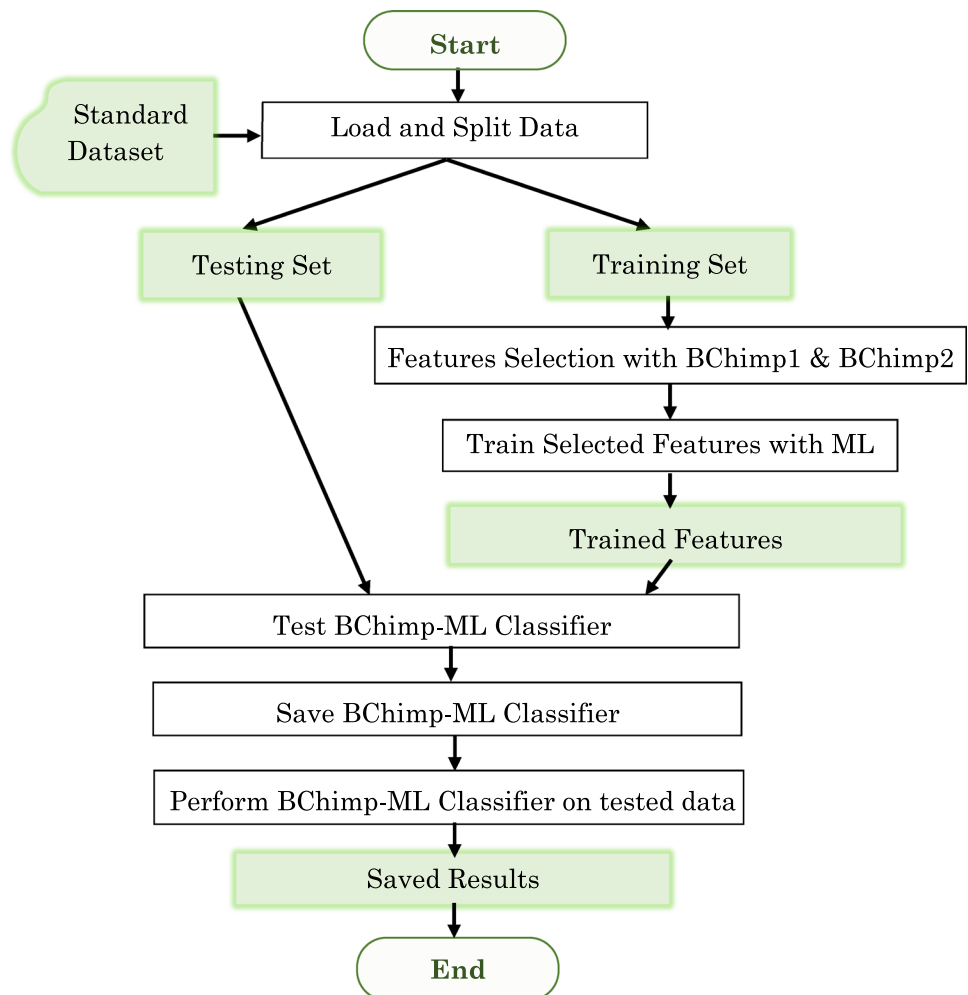 Start
Standard
Dataset
Load and Split Data
Testing Set
Training Set
Features Selection with BChimp1 & BChimp2
Train Selected Features with ML
Trained Features
Test BChimp-ML Classifier
Save BChimp-ML Classifier
Perform BChimp-ML Classifier on tested data
Saved Results
End